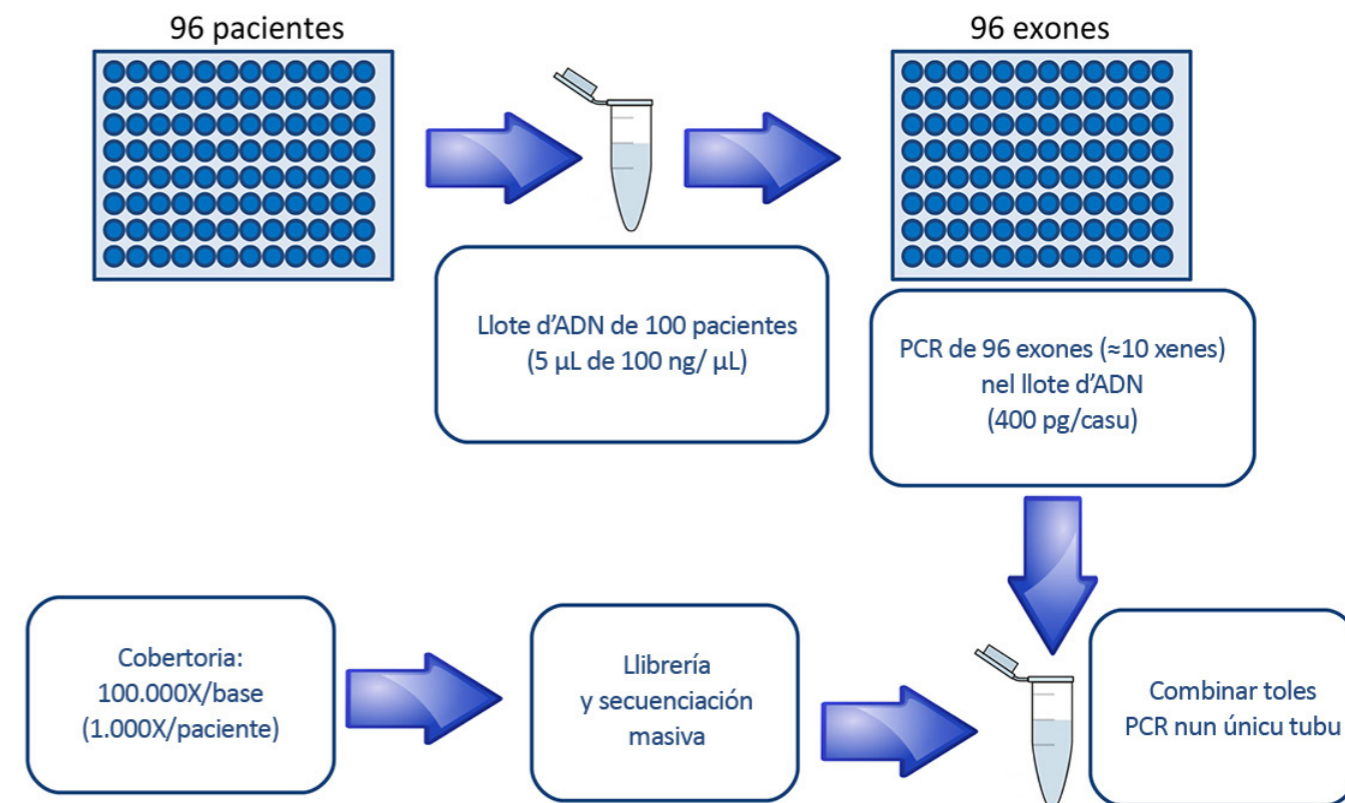 96 pacientes
96 exones
Llote d’ADN de 100 pacientes
(5 µL de 100 ng/ µL)
PCR de 96 exones (≈10 xenes)
nel llote d’ADN
(400 pg/casu)
Cobertoria:
100.000X/base
(1.000X/paciente)
Llibrería
y secuenciación
masiva
Combinar toles
PCR nun únicu tubu